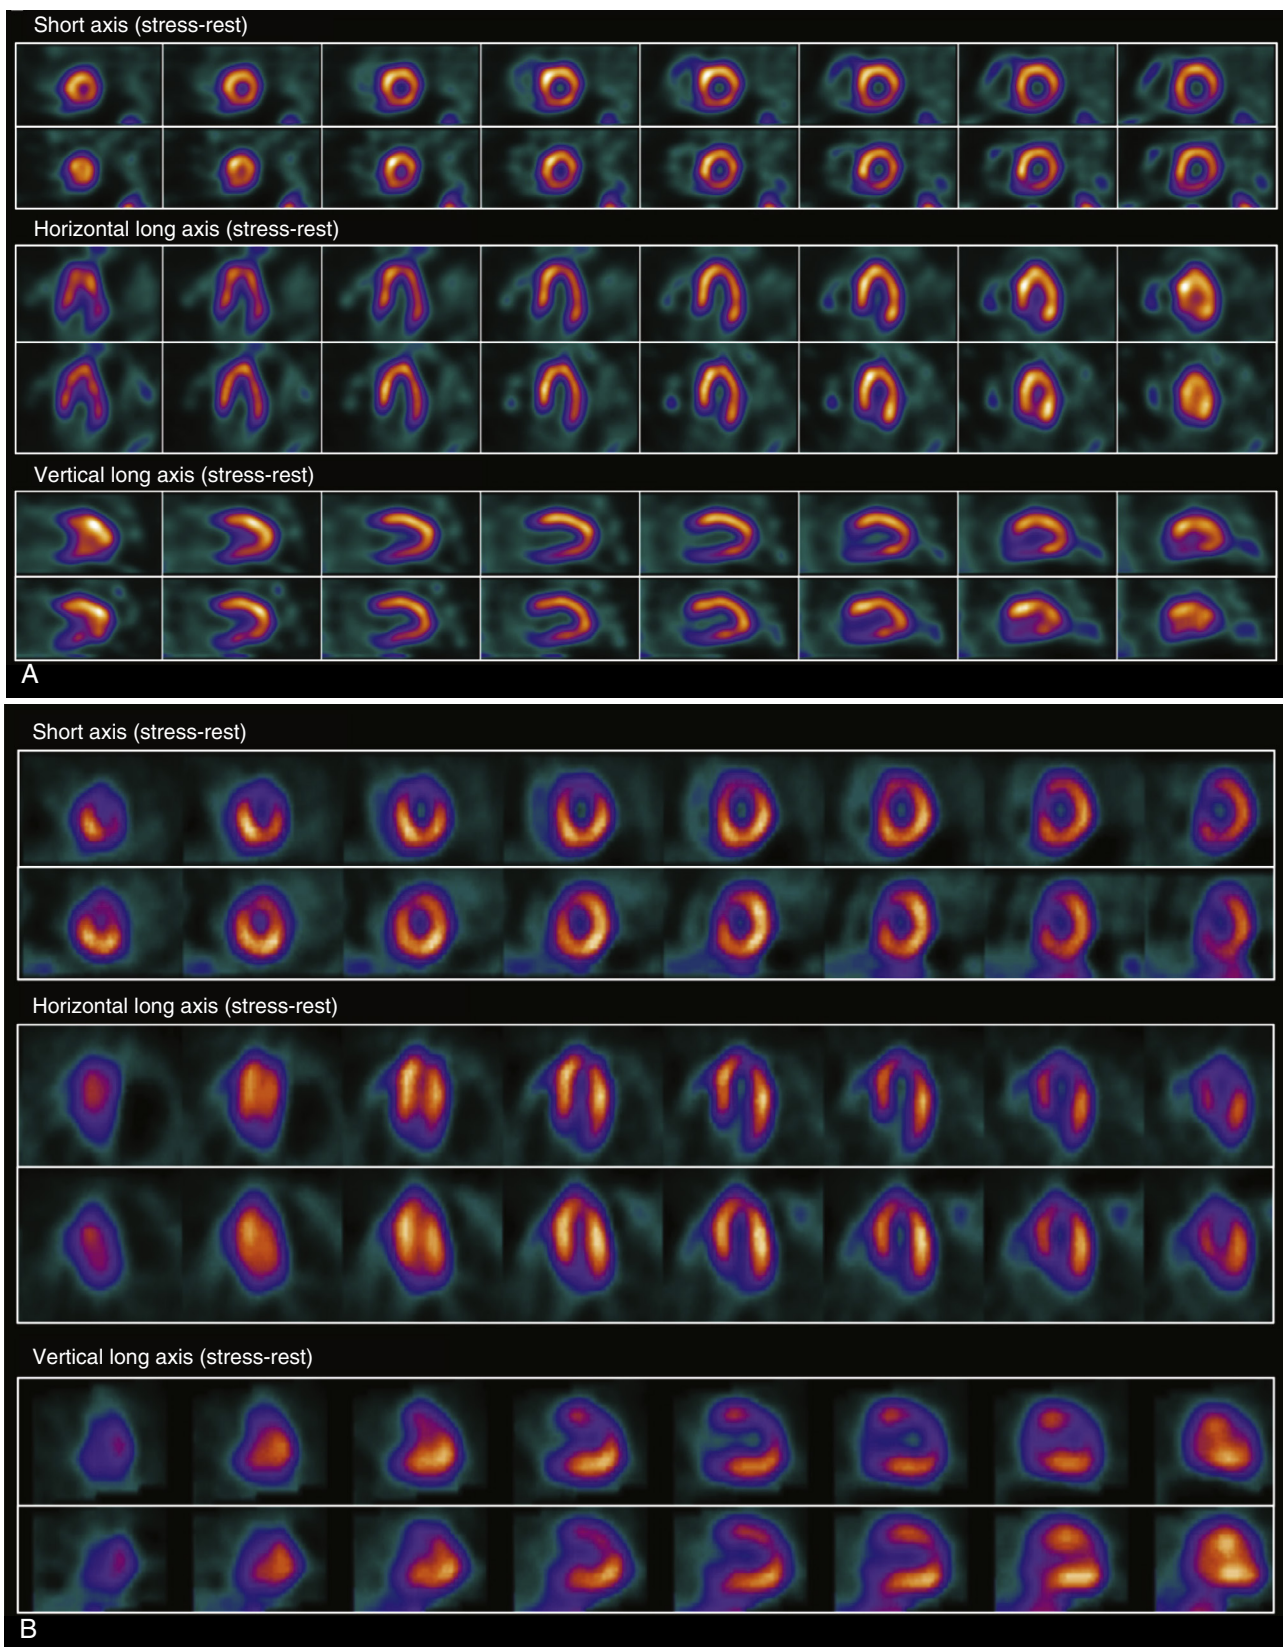 Short axis (stress-rest)
Horizontal long axis (stress-rest)
Vertical long axis (stress-rest)
A
Short axis (stress-rest)
Horizontal long axis (stress-rest)
Vertical long axis (stress-rest)
B